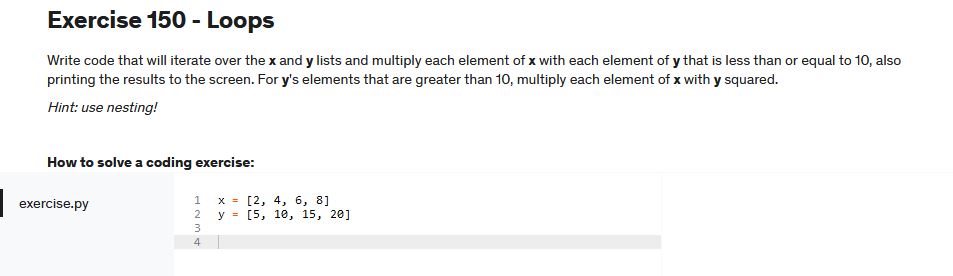 Exercise 150 - Loops
Write code that will iterate over the x and y lists and multiply each element of x with each element of y that is less than or equal to 10, also
printing the results to the screen. For y's elements that are greater than 10, multiply each element of x with y squared.
Hint: use nesting!
How to solve a coding exercise:
exercise.py
1 x = [2, 4, 6, 8]
2 y = [5, 10, 15, 20]
3
4